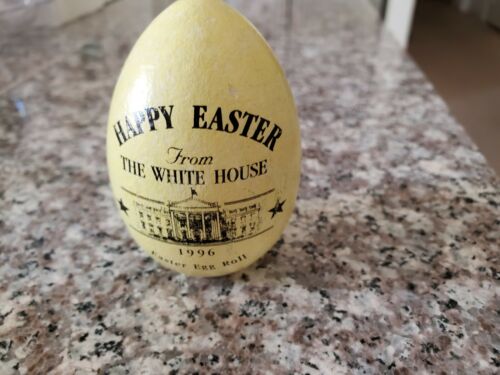 HAPPY EASTER
From
THE WHITE HOUSE
1996
Easter Egg Roll